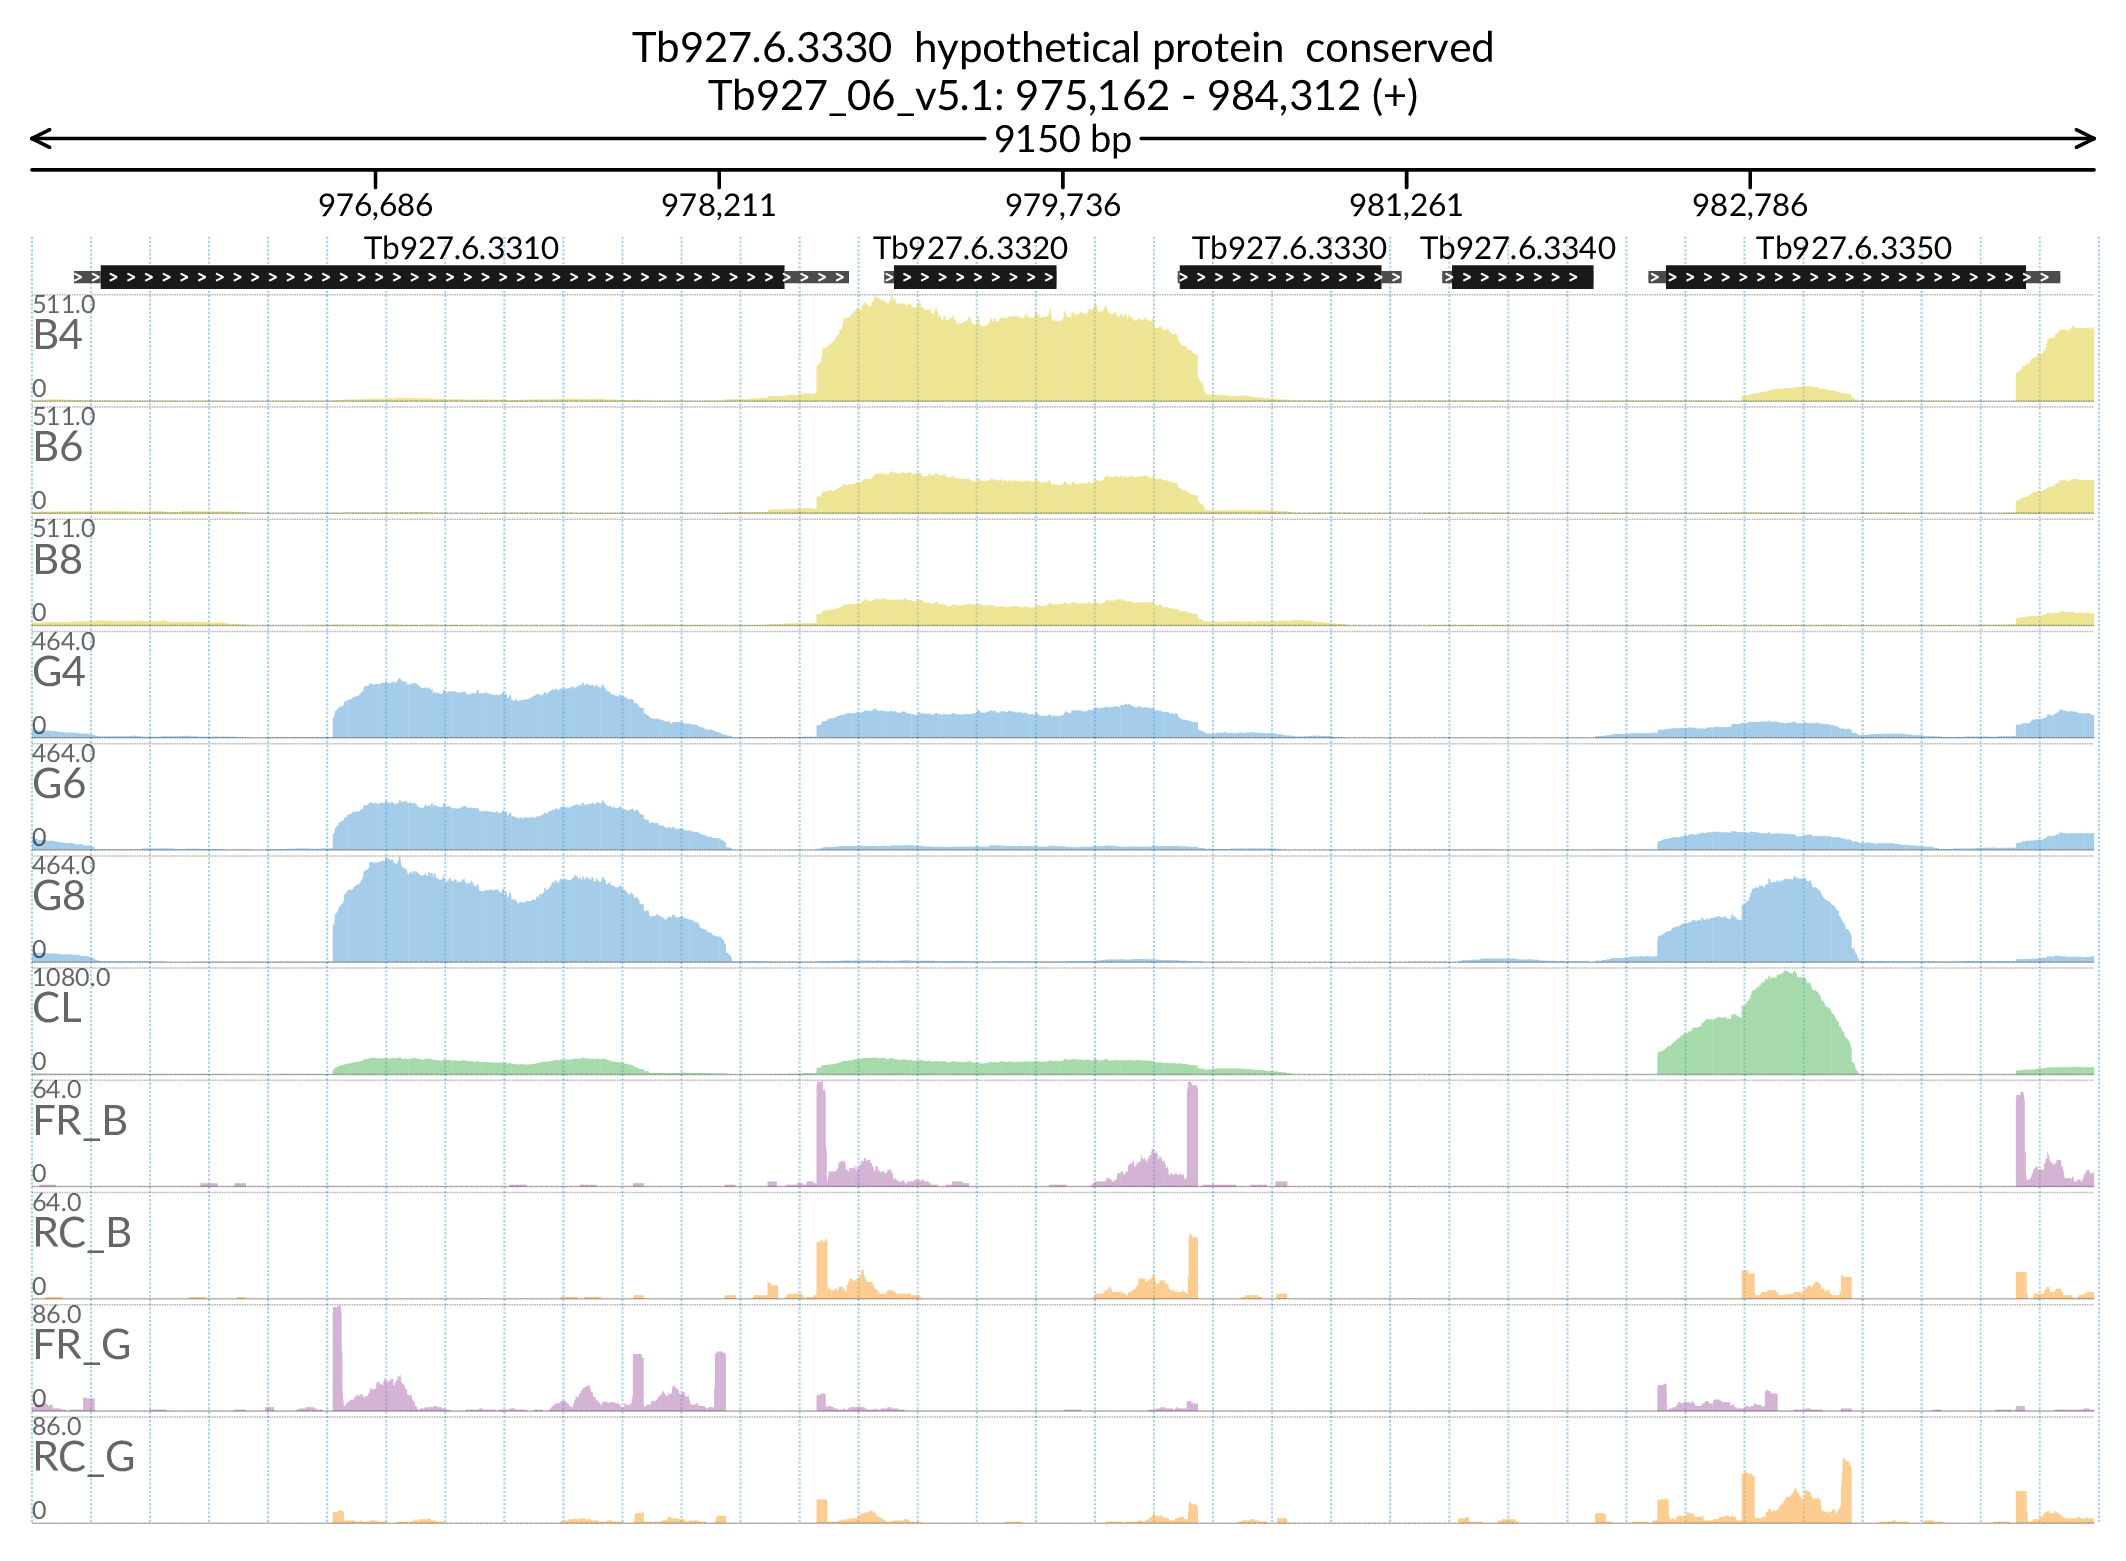 Tb927.6.3330 hypothetical protein conserved
Tb927_06_v5.1: 975,162 - 984,312 (+)
9150 bp
976,686 978,211 979,736 981,261 982,786
Tb927.6.3310 Tb927.6.3320 Tb927.6.3330 Tb927.6.3340 Tb927.6.3350
511.0
B4
0
511.0
B6
0
511.0
B8
0
464.0
G4
0
464.0
G6
0
464.0
G8
0
1080.0
CL
0
64.0
FR_B
0
64.0
RC_B
0
86.0
FR_G
0
86.0
RC_G
0